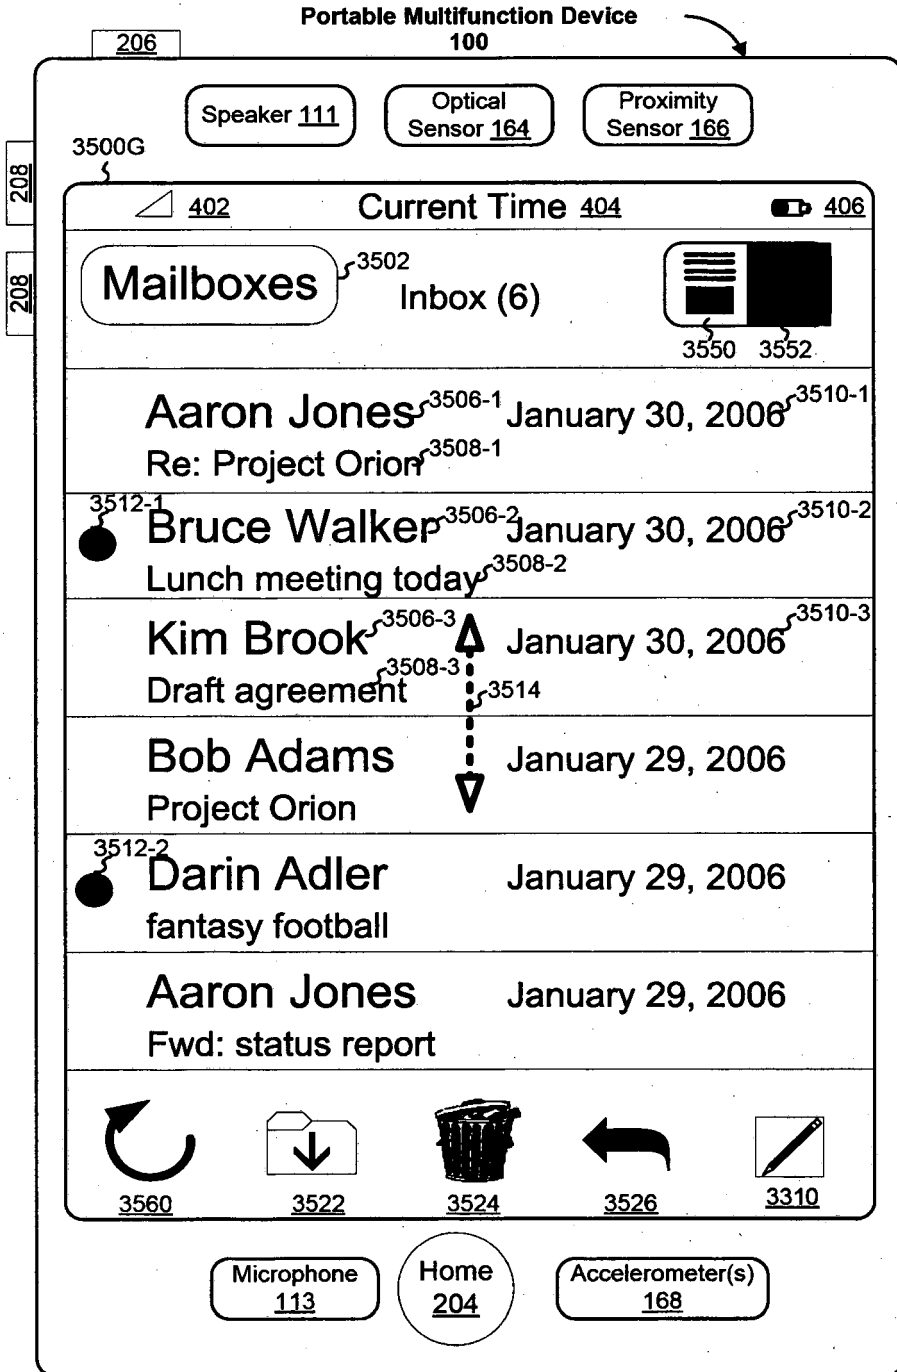 Portable Multifunction Device
100
206
Speaker 111
Optical
Sensor 164
Proximity
Sensor 166
3500G
208
208
402
Current Time 404
406
Mailboxes
3502
Inbox (6)
3550
3552
Aaron Jones
3506-1
January 30, 2006
3510-1
Re: Project Orion
3508-1
3512-1
Bruce Walker
3506-2
January 30, 2006
3510-2
Lunch meeting today
3508-2
Kim Brook
3506-3
January 30, 2006
3510-3
Draft agreement
3508-3
3514
Bob Adams
January 29, 2006
Project Orion
3512-2
Darin Adler
January 29, 2006
fantasy football
Aaron Jones
January 29, 2006
Fwd: status report
3560
3522
3524
3526
3310
Microphone
113
Home
204
Accelerometer(s)
168